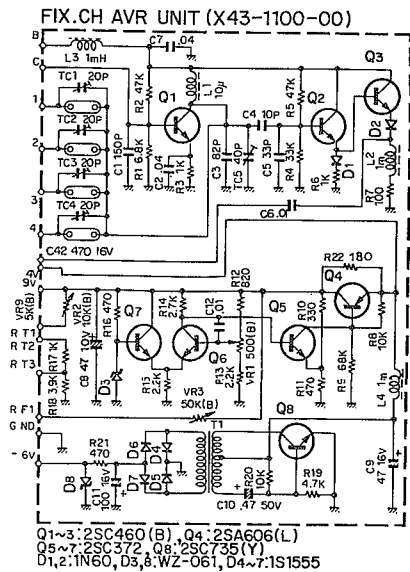 FIX.CH AVR UNIT (X43-1100-00)
B
L3 1mH
C7 .04
C
TC1 20P
R2 47K
Q1
L1 10μ
Q3
1
TC2 20P
C4 10P
R5 47K
Q2
D2
2
TC3 20P
C1 150P
R1 6.8K
C2 .04
R3 1K
C3 82P
TC5 40P
C5 33P
R4 33K
R6 1K
D1
L2 1m
R7 100
3
TC4 20P
C6 .01
4
C42 470 16V
4V
9V
R22 180
Q4
VR9 5K(B)
VR2 10K(B)
C8 47 10V
R16 470
Q7
R14 2.7K
C12 .01
R12 820
Q5
R10 330
R T1
R T2
R17 1K
Q6
R13 2.2K
VR1 500(B)
R8 10K
R T3
R18 3.9K
D3
R15 2.2K
R11 470
R9 68K
L4 1m
VR3 50K(B)
R F1
Q8
G ND
T1
-6V
R21 470
D6
D4
D7
D5
D8
C11 100 16V
C10 .47 50V
R20 10K
R19 4.7K
C9 47 16V
Q1~3:2SC460(B), Q4:2SA606(L)
Q5~7:2SC372, Q8:2SC735(Y)
D1,2:1N60, D3,8:WZ-061, D4~7:1S1555